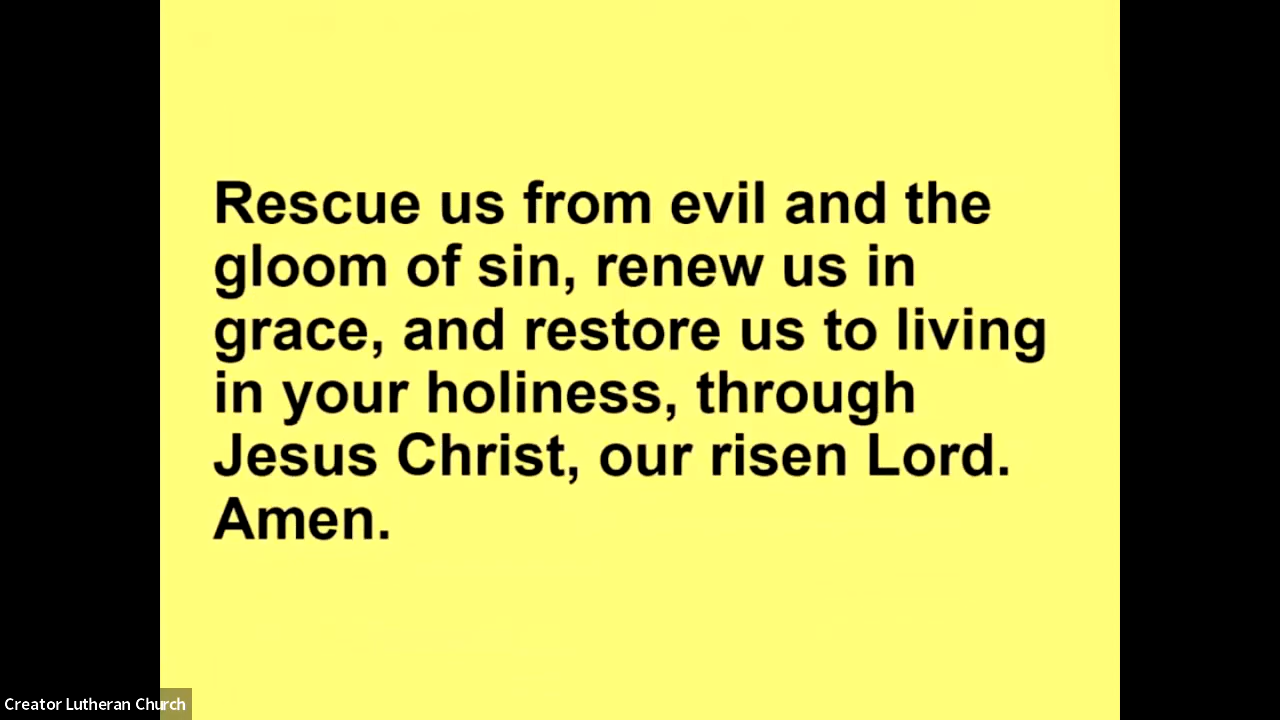 Rescue us from evil and the
gloom of sin, renew us in
grace, and restore us to living
in your holiness, through
Jesus Christ, our risen Lord.
Amen.
Creator Lutheran Church